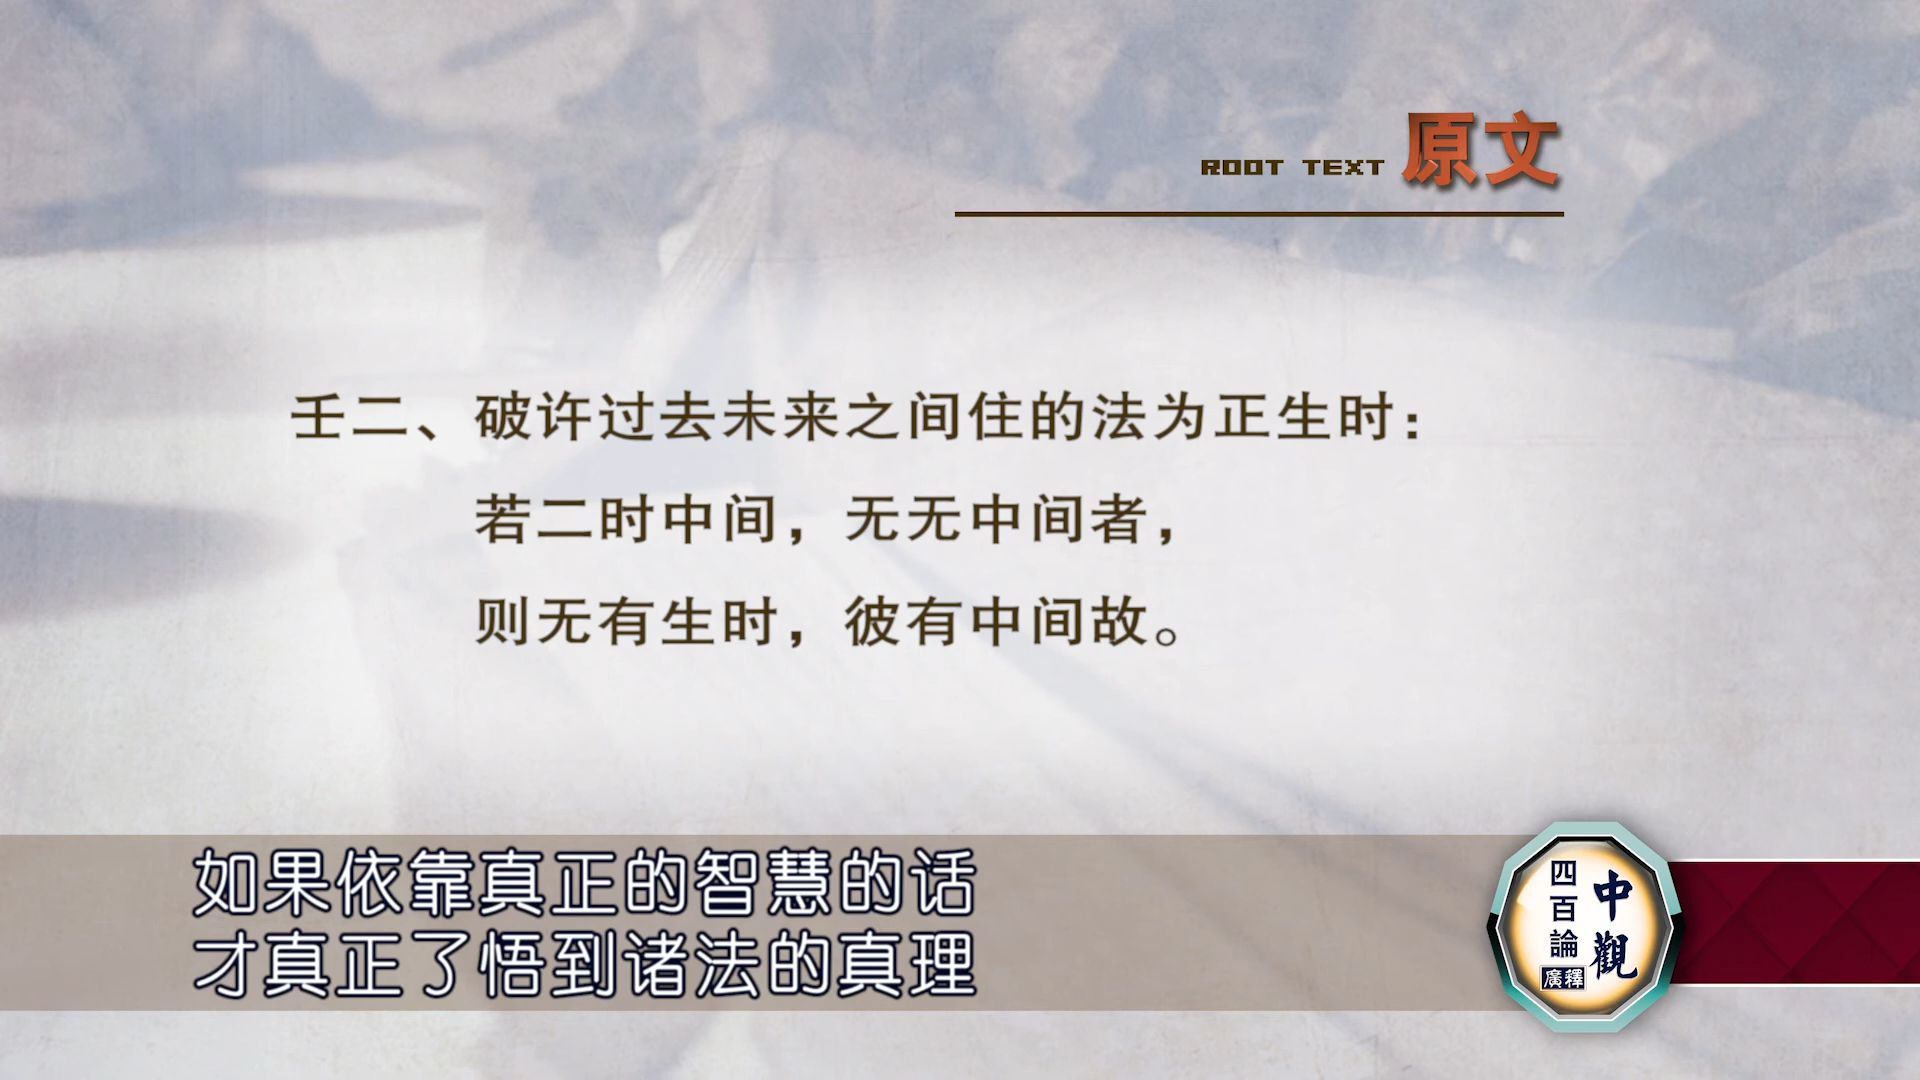 ROOT TEXT 原文
壬二、破许过去未来之间住的法为正生时：
若二时中间，无无中间者，
则无有生时，彼有中间故。
如果依靠真正的智慧的话
才真正了悟到诸法的真理
中觀
四百論
廣釋